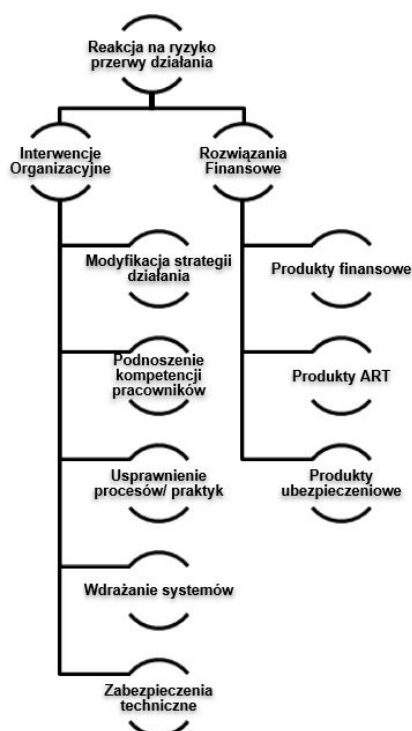 Reakcja na ryzyko
przerwy działania
Interwencje
Organizacyjne
Rozwiązania
Finansowe
Modyfikacja strategii
działania
Podnoszenie
kompetencji
pracowników
Usprawnienie
procesów/ praktyk
Wdrażanie systemów
Zabezpieczenia
techniczne
Produkty finansowe
Produkty ART
Produkty
ubezpieczeniowe